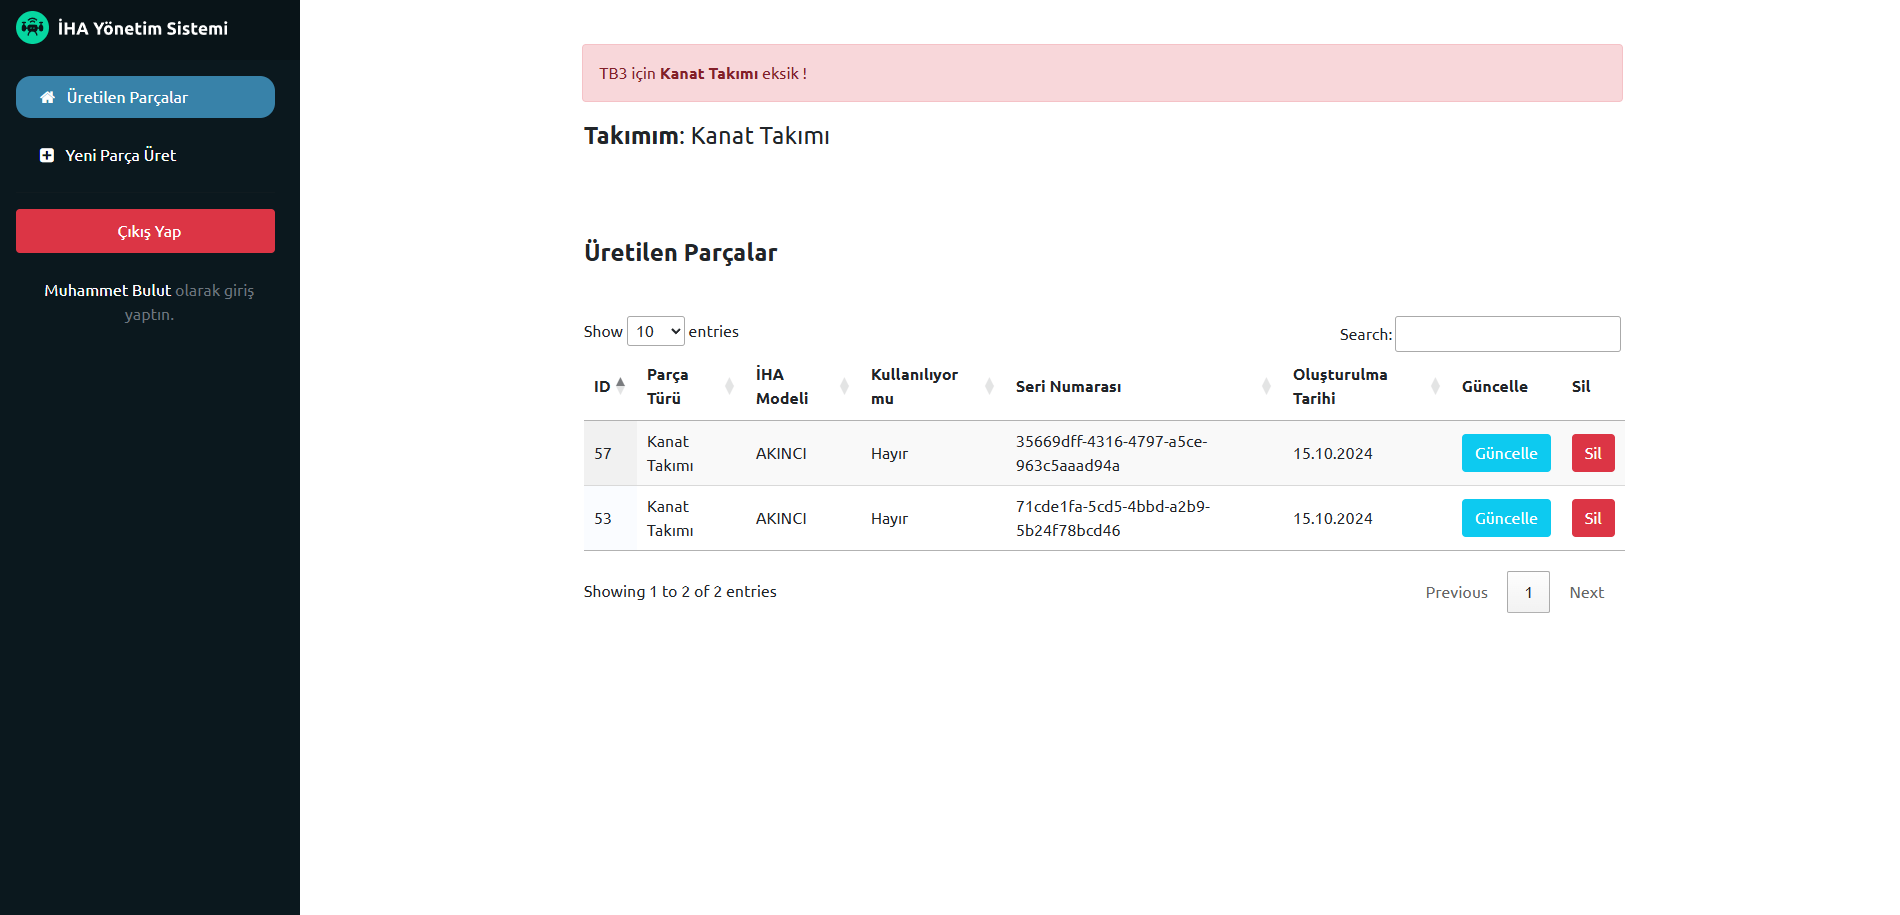 İHA Yönetim Sistemi
Üretilen Parçalar
Yeni Parça Üret
Çıkış Yap
Muhammet Bulut olarak giriş
yaptın.
TB3 için Kanat Takımı eksik !
Takımım: Kanat Takımı
Üretilen Parçalar
Show 10 entries
Search:
ID Parça Türü İHA Modeli Kullanılıyor mu Seri Numarası Oluşturulma Tarihi Güncelle Sil
57 Kanat Takımı AKINCI Hayır 35669dff-4316-4797-a5ce-963c5aaad94a 15.10.2024 Güncelle Sil
53 Kanat Takımı AKINCI Hayır 71cde1fa-5cd5-4bbd-a2b9-5b24f78bcd46 15.10.2024 Güncelle Sil
Showing 1 to 2 of 2 entries
Previous 1 Next